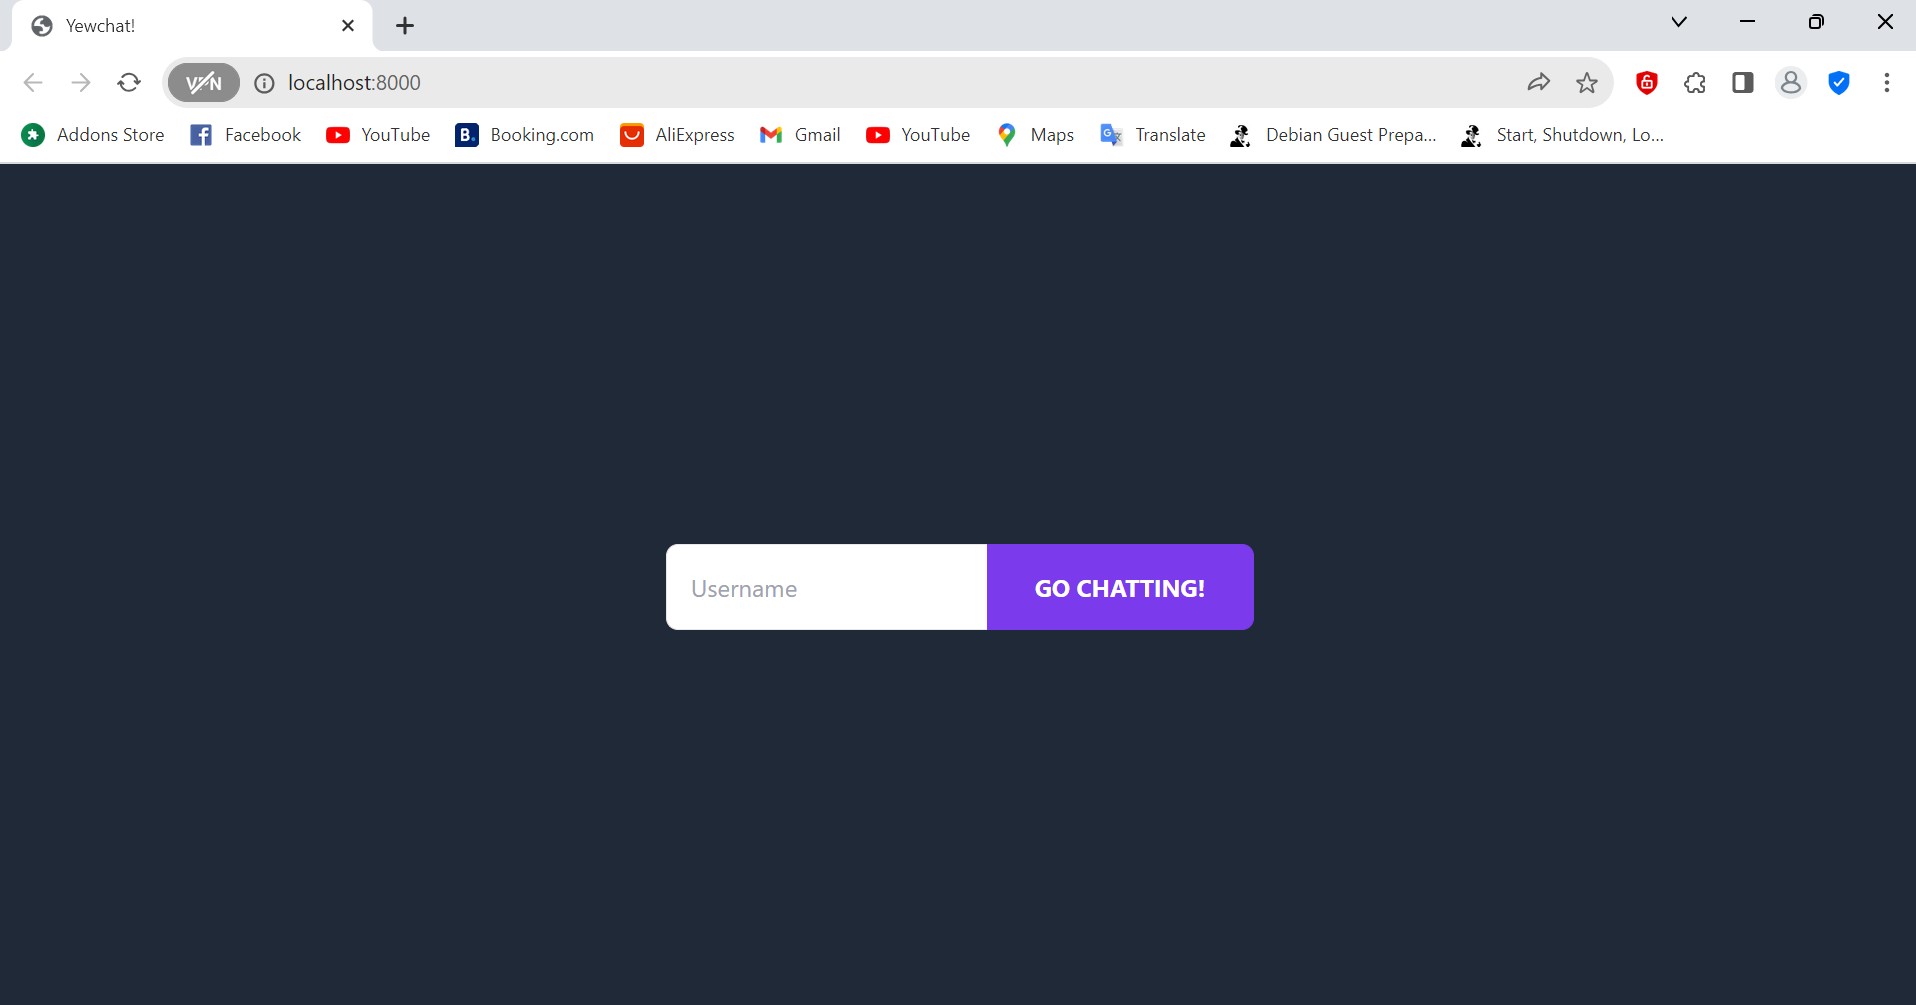 Yewchat!
VPN localhost:8000
Addons Store Facebook YouTube B. Booking.com AliExpress Gmail YouTube Maps Translate Debian Guest Prepa... Start, Shutdown, Lo...
Username GO CHATTING!